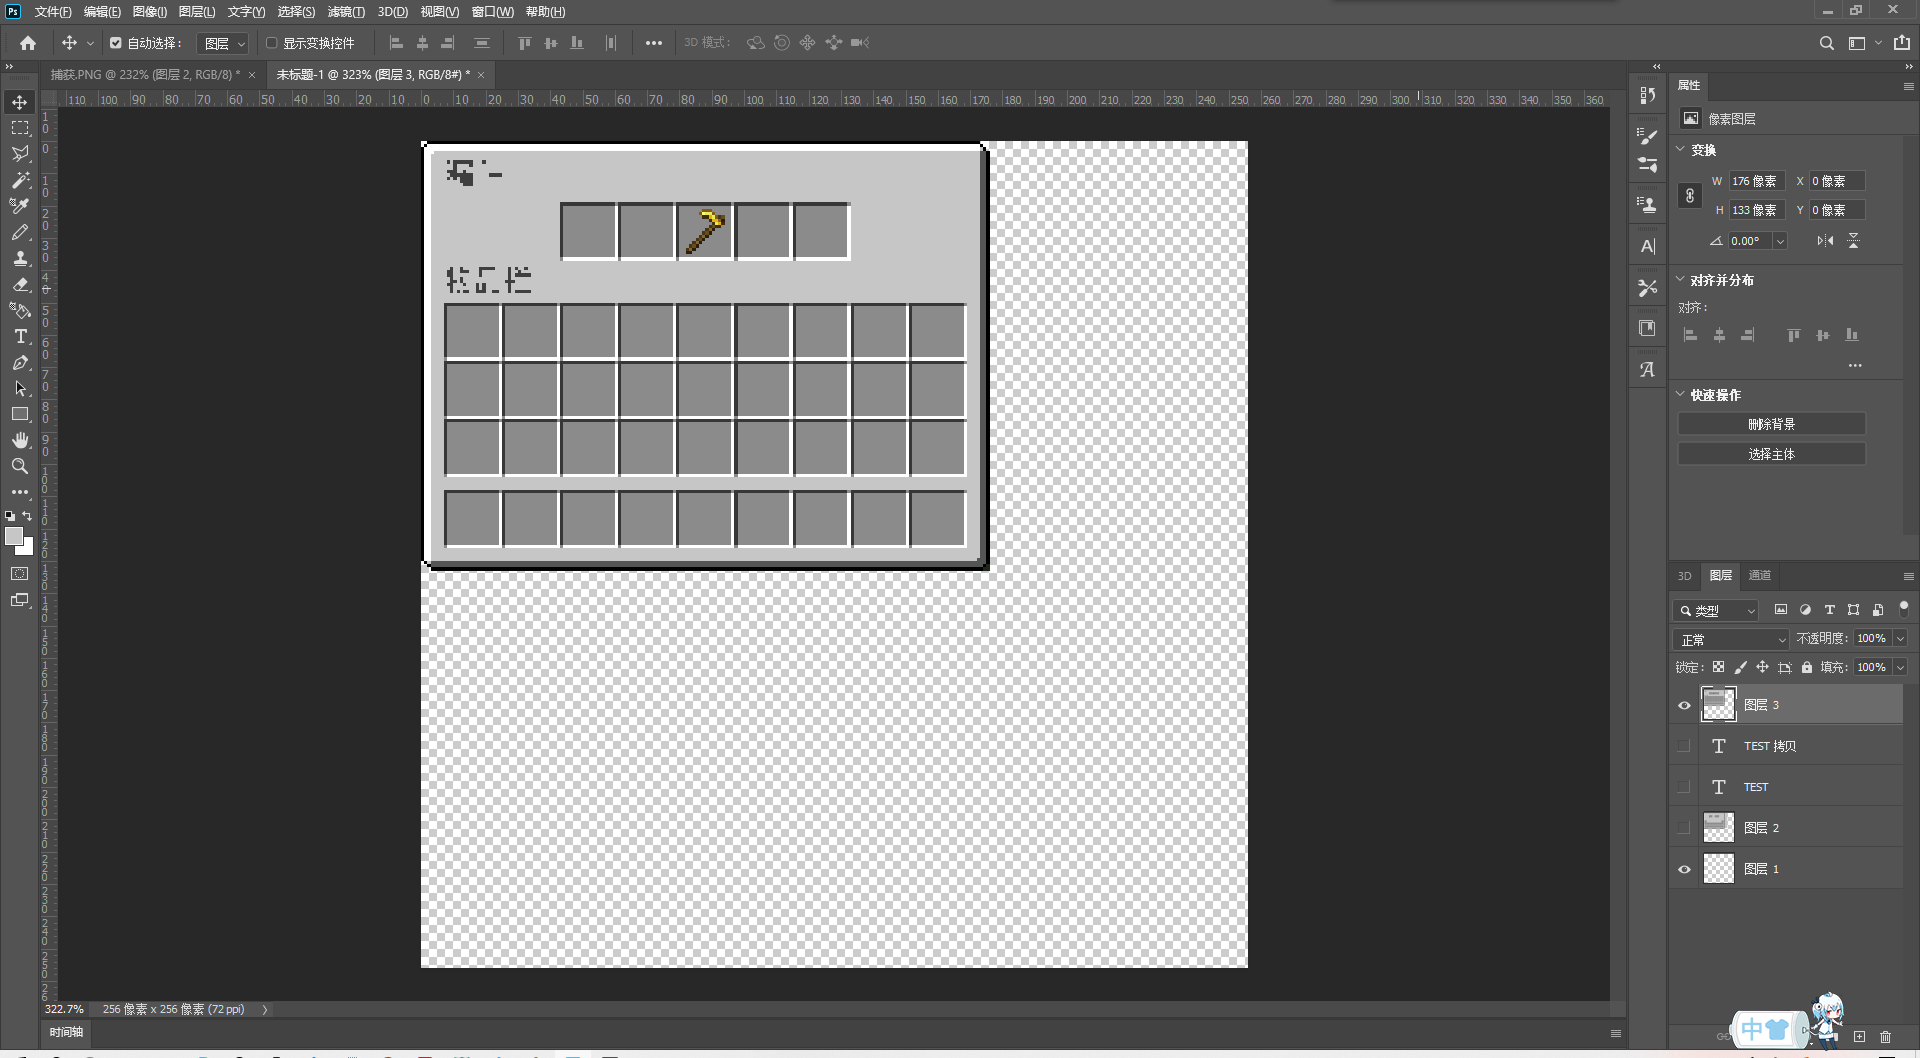 Ps 文件(F) 编辑(E) 图像(I) 图层(L) 文字(Y) 选择(S) 滤镜(T) 3D(D) 视图(V) 窗口(W) 帮助(H)
自动选择: 图层 显示变换控件 3D 模式:
捕获.PNG @ 232% (图层 2, RGB/8) * × 未标题-1 @ 323% (图层 3, RGB/8#) * ×
110 100 90 80 70 60 50 40 30 20 10 0 10 20 30 40 50 60 70 80 90 100 110 120 130 140 150 160 170 180 190 200 210 220 230 240 250 260 270 280 290 300 310 320 330 340 350 360
属性
像素图层
变换
W 176 像素 X 0 像素
H 133 像素 Y 0 像素
0.00°
对齐并分布
对齐:
快速操作
删除背景
选择主体
3D 图层 通道
类型
正常 不透明度: 100%
锁定: 填充: 100%
图层 3
TEST 拷贝
TEST
图层 2
图层 1
322.7% 256 像素 x 256 像素 (72 ppi)
时间轴
中